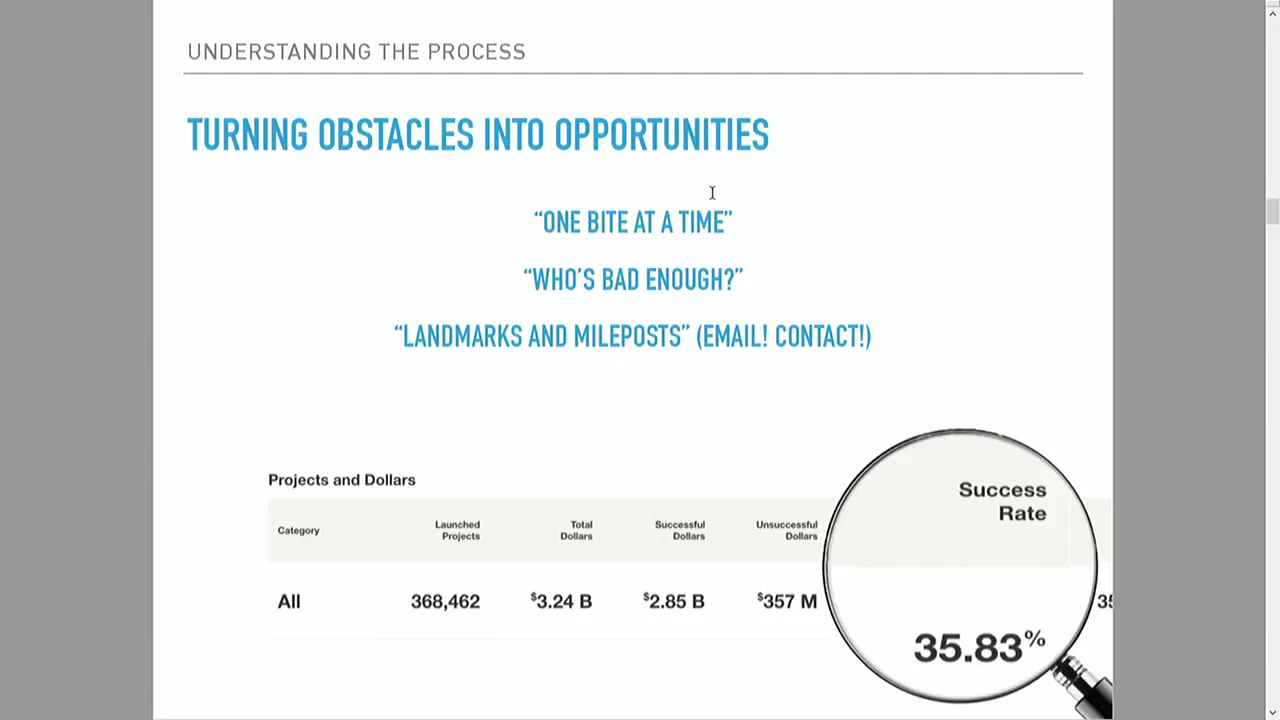 UNDERSTANDING THE PROCESS
TURNING OBSTACLES INTO OPPORTUNITIES
“ONE BITE AT A TIME”
“WHO’S BAD ENOUGH?”
“LANDMARKS AND MILEPOSTS” (EMAIL! CONTACT!)
Projects and Dollars
Category Launched Projects Total Dollars Successful Dollars Unsuccessful Dollars Success Rate
All 368,462 $3.24 B $2.85 B $357 M 35.83%